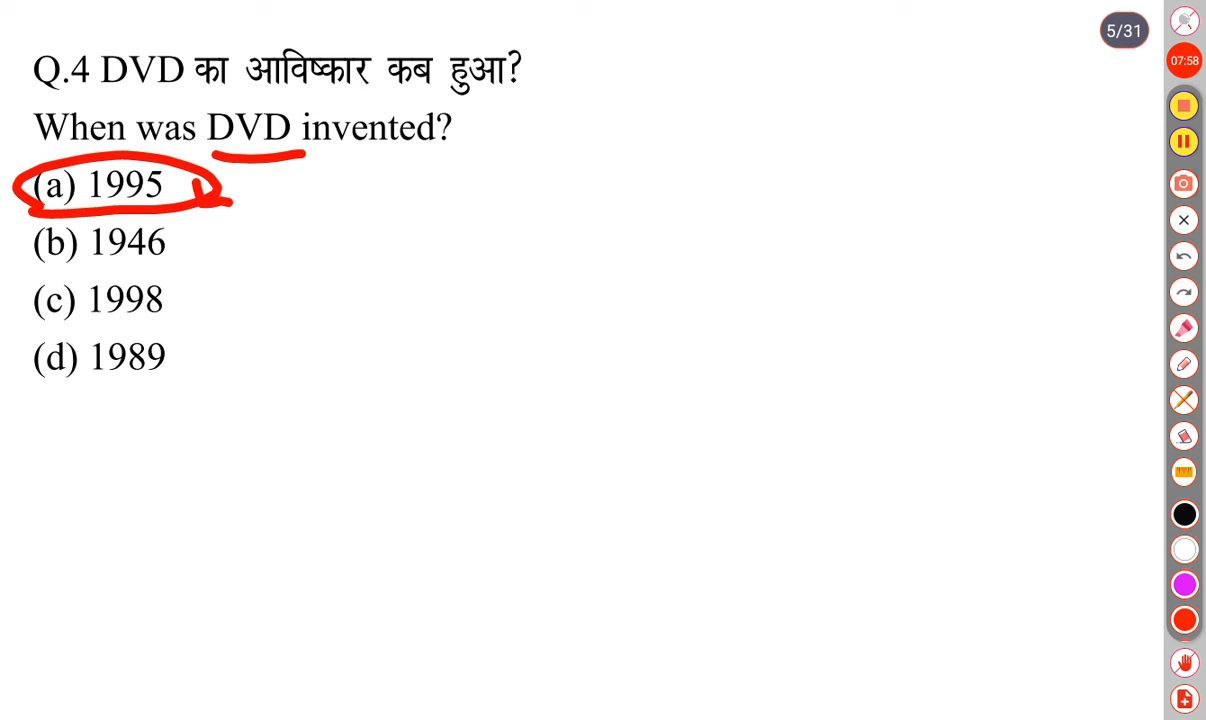 5/31
07:58
Q.4 DVD का आविष्कार कब हुआ?
When was DVD invented?
(a) 1995
(b) 1946
(c) 1998
(d) 1989